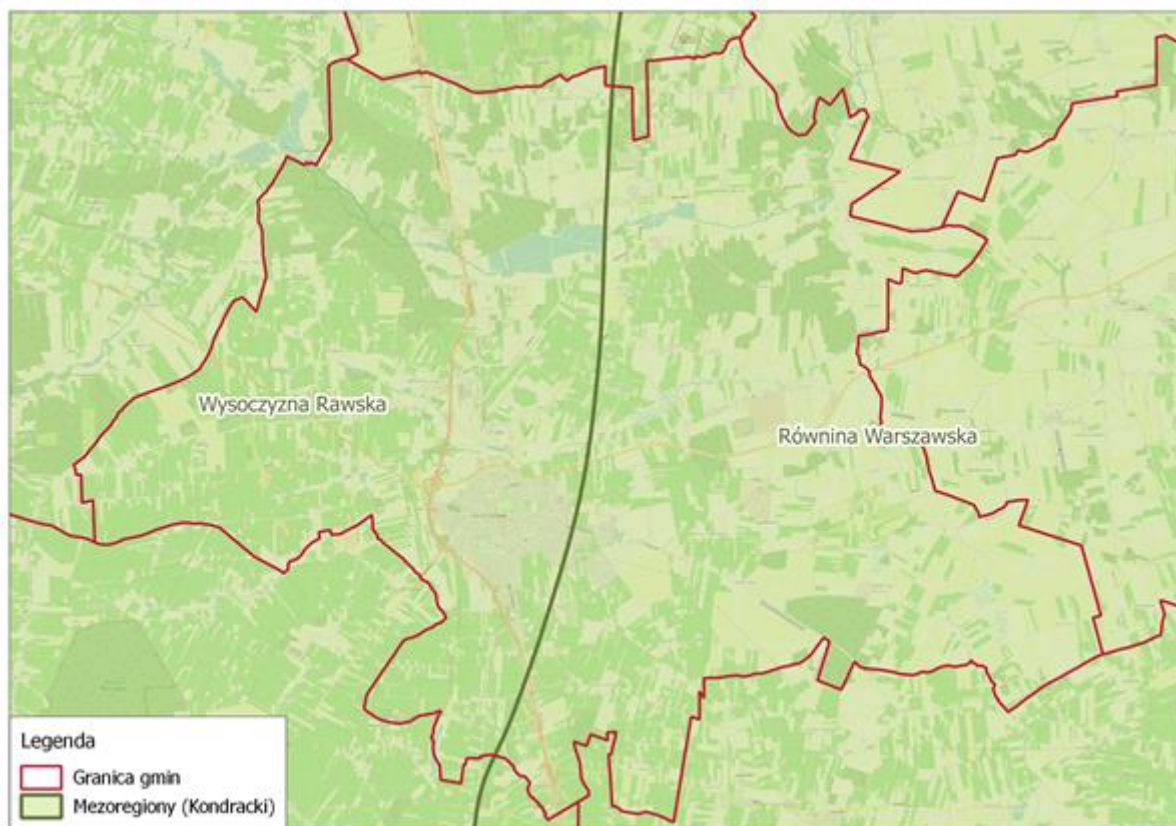 Wysoczyzna Rawska
Równina Warszawska
Legenda
Granica gmin
Mezoregiony (Kondracki)